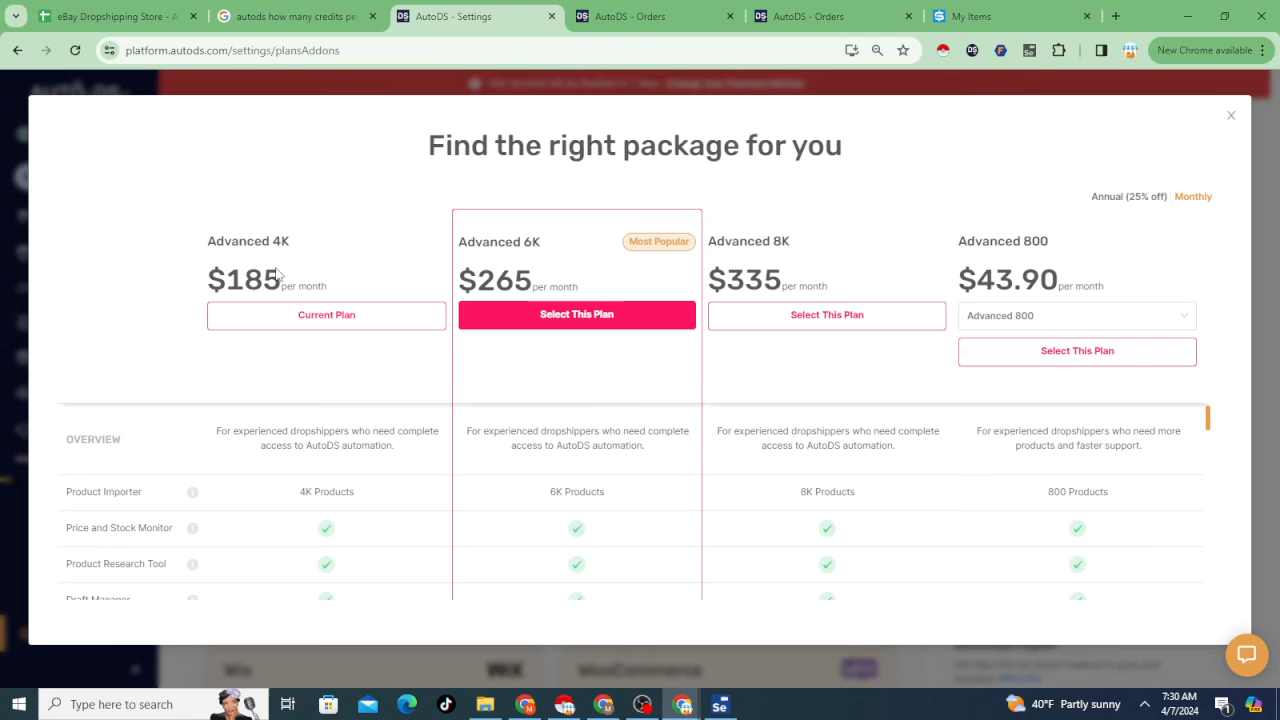 eBay Dropshipping Store - A
autods how many credits pe
AutoDS - Settings
AutoDS - Orders
AutoDS - Orders
My Items
platform.autods.com/settings/plansAddons
New Chrome available
Find the right package for you
Annual (25% off) | Monthly
Advanced 4K
$185 per month
Current Plan
Advanced 6K
Most Popular
$265 per month
Select This Plan
Advanced 8K
$335 per month
Select This Plan
Advanced 800
$43.90 per month
Advanced 800
Select This Plan
OVERVIEW
For experienced dropshippers who need complete
access to AutoDS automation.
For experienced dropshippers who need complete
access to AutoDS automation.
For experienced dropshippers who need complete
access to AutoDS automation.
For experienced dropshippers who need more
products and faster support.
Product Importer 4K Products 6K Products 8K Products 800 Products
Price and Stock Monitor
Product Research Tool
Draft Manager
Wix WIX WooCommerce
Type here to search
40°F Partly sunny
7:30 AM
4/7/2024